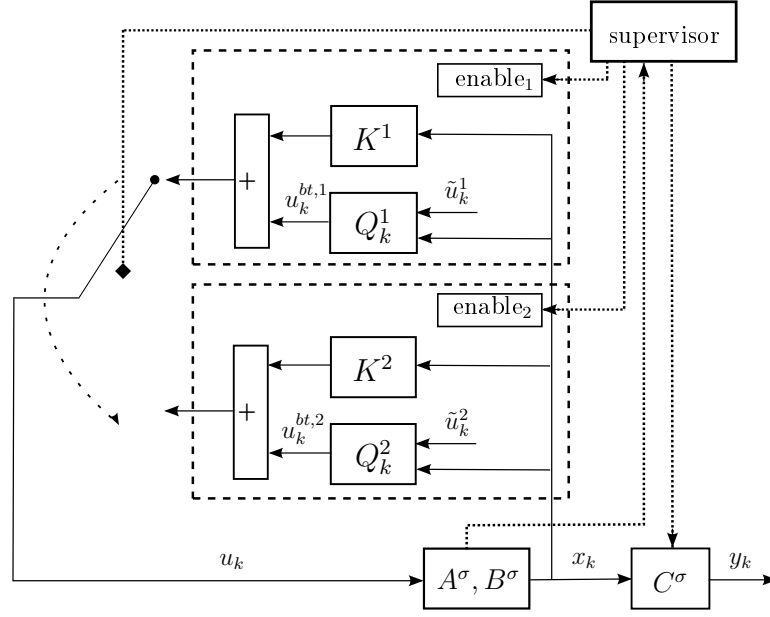 supervisor
enable₁
K¹
+
u_k^{bt,1}
ũ_k^1
Q_k^1
enable₂
K²
+
u_k^{bt,2}
ũ_k^2
Q_k^2
u_k
A^σ, B^σ
x_k
C^σ
y_k